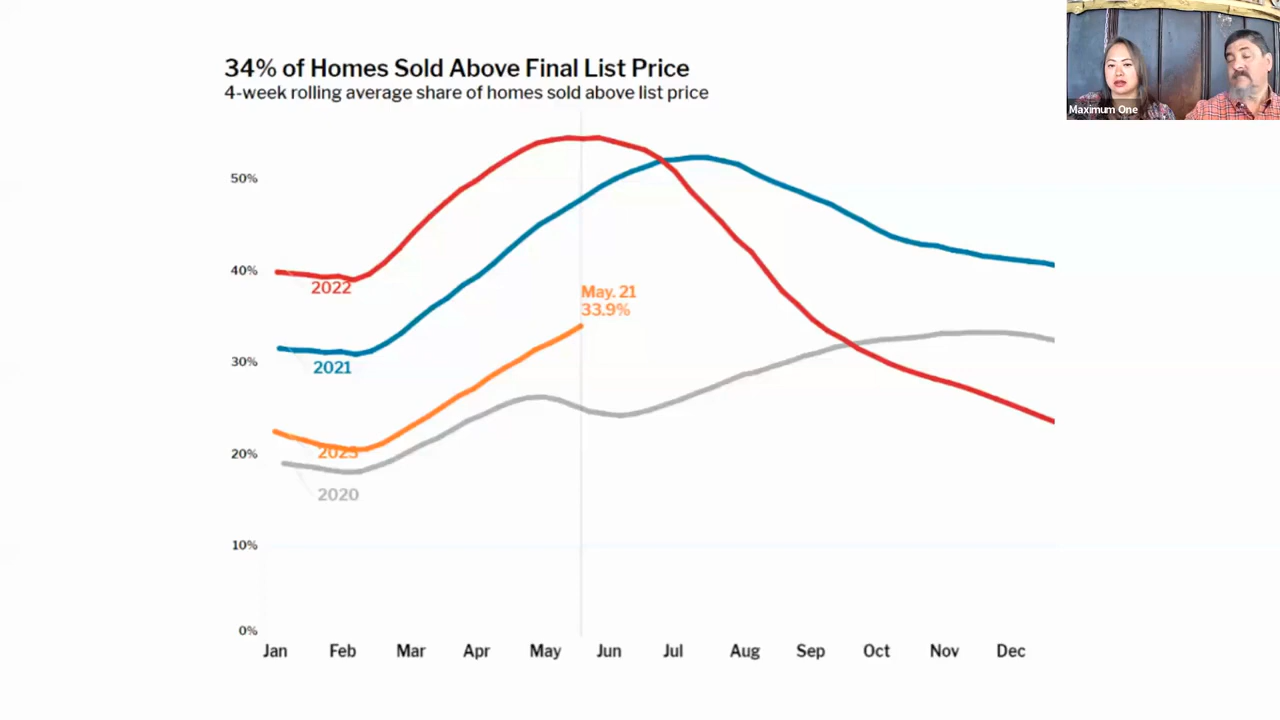 34% of Homes Sold Above Final List Price
4-week rolling average share of homes sold above list price
Maximum One
50%
40%
30%
20%
10%
0%
2022
May. 21
33.9%
2021
2023
2020
Jan Feb Mar Apr May Jun Jul Aug Sep Oct Nov Dec